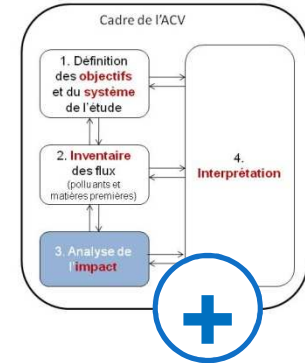 Cadre de l'ACV
1. Définition
des objectifs
et du système
de l'étude
2. Inventaire
des flux
(polluants et
matières premières)
3. Analyse de
l'impact
4.
Interprétation